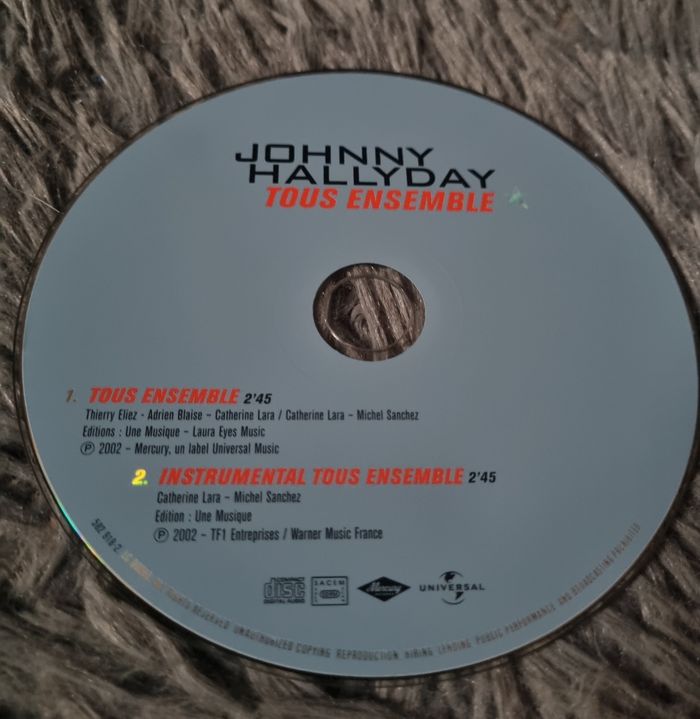 JOHNNY
HALLYDAY
TOUS ENSEMBLE
1. TOUS ENSEMBLE 2'45
Thierry Eliez - Adrien Blaise - Catherine Lara / Catherine Lara - Michel Sanchez
Editions : Une Musique - Laura Eyes Music
Ⓟ 2002 - Mercury, un label Universal Music
2. INSTRUMENTAL TOUS ENSEMBLE 2'45
Catherine Lara - Michel Sanchez
Edition : Une Musique
Ⓟ 2002 - TF1 Entreprises / Warner Music France
COMPACT
disc
DIGITAL AUDIO
SACEM
Mercury
UNIVERSAL
582 918-2 RIGHTS RESERVED UNAUTHORIZED COPYING REPRODUCTION, HIRING LENDING PUBLIC PERFORMANCE AND BROADCASTING PROHIBITED